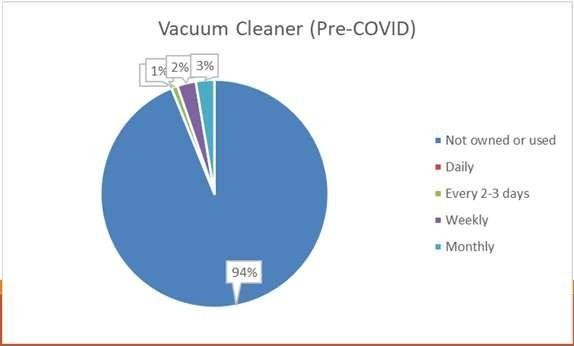 Vacuum Cleaner (Pre-COVID)
1% 2% 3%
Not owned or used
Daily
Every 2-3 days
Weekly
Monthly
94%